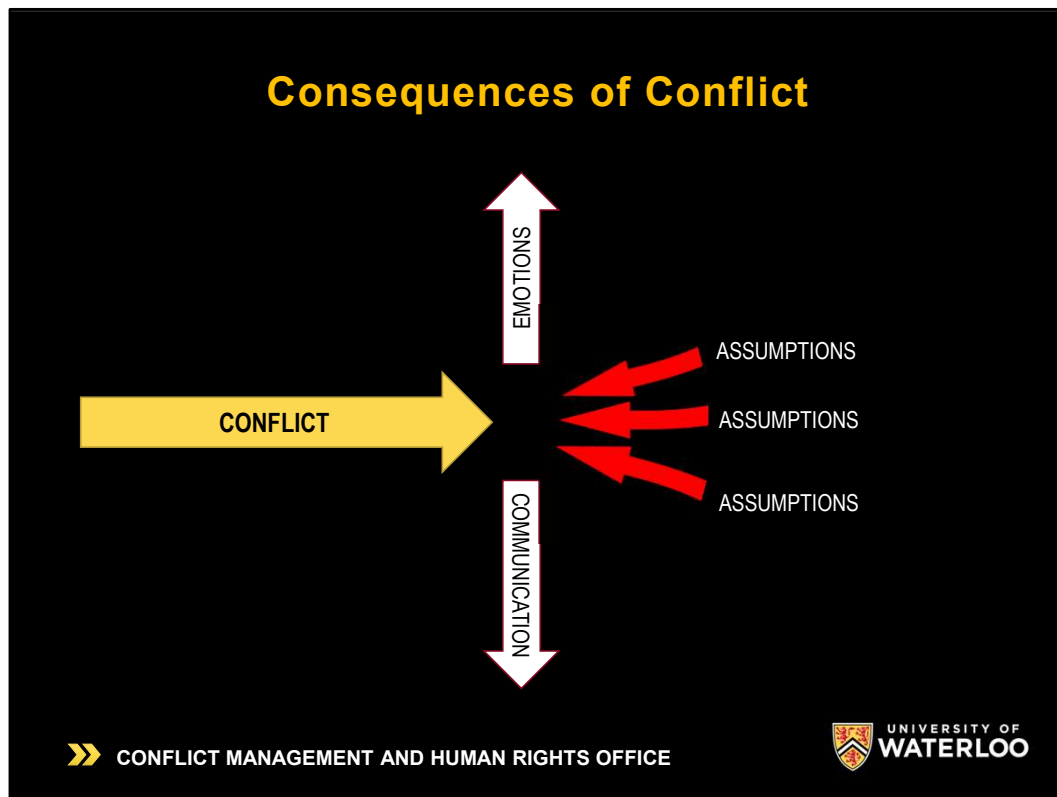 Consequences of Conflict
EMOTIONS
ASSUMPTIONS
CONFLICT
ASSUMPTIONS
ASSUMPTIONS
COMMUNICATION
CONFLICT MANAGEMENT AND HUMAN RIGHTS OFFICE
UNIVERSITY OF
WATERLOO